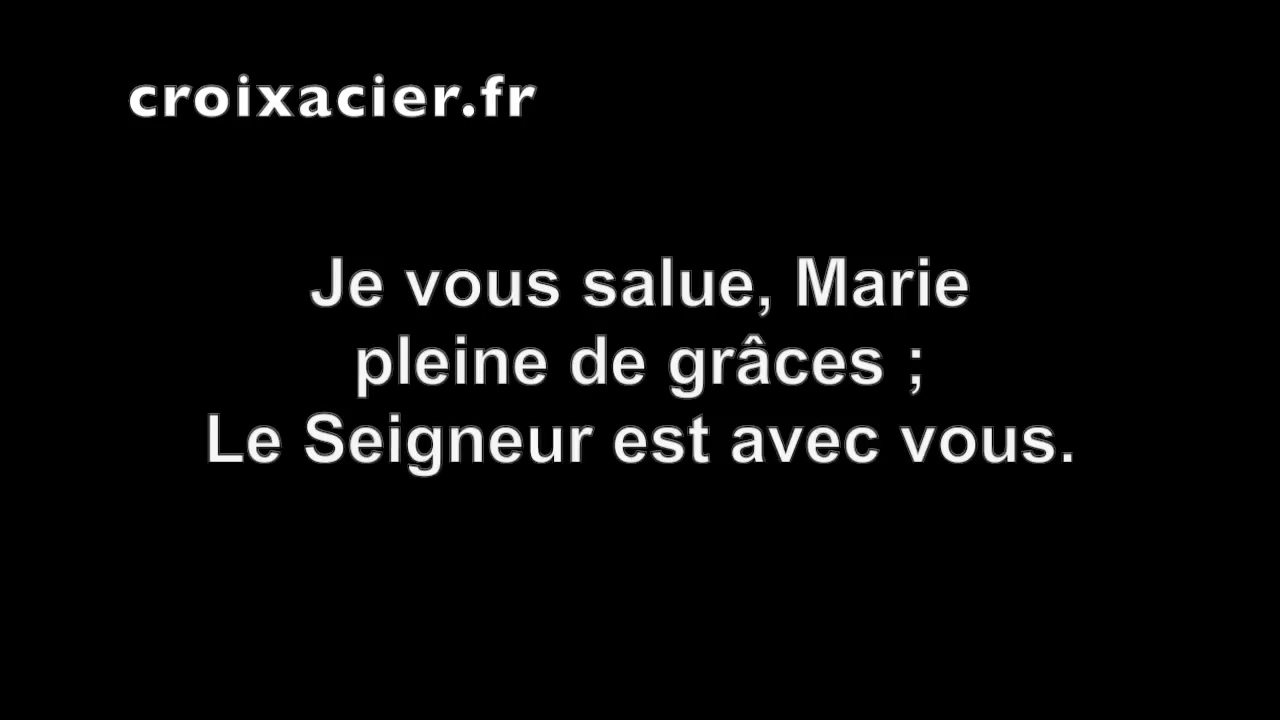 croixacier.fr
Je vous salue, Marie
pleine de grâces ;
Le Seigneur est avec vous.